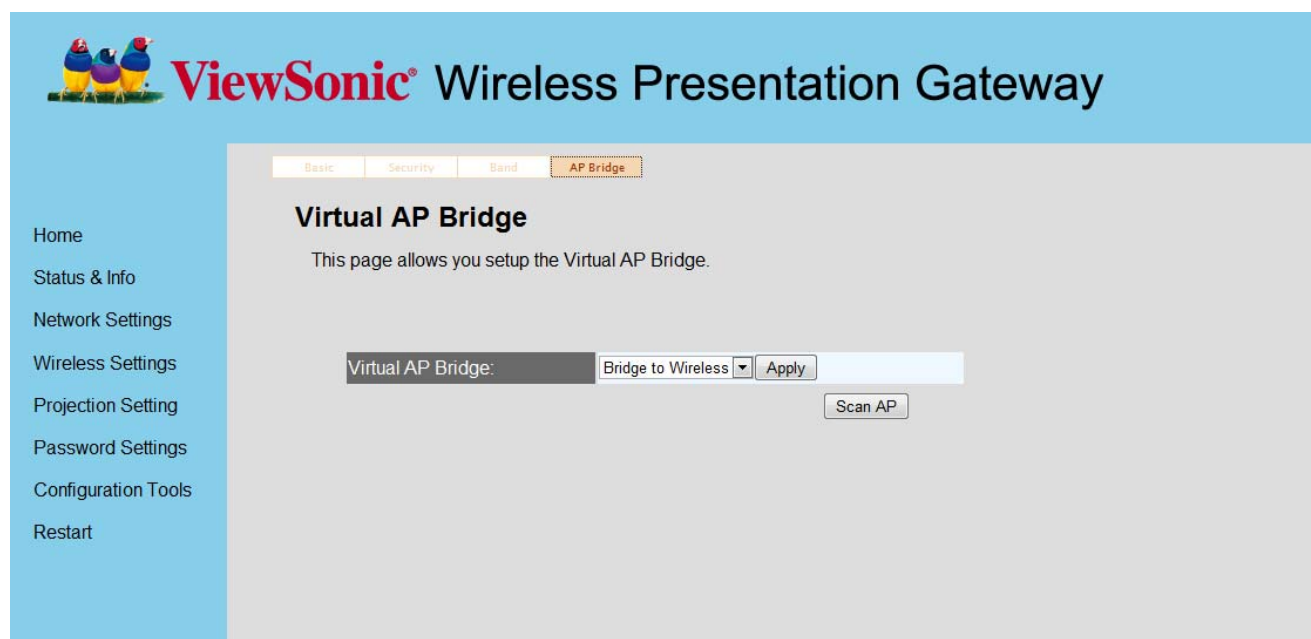 ViewSonic® Wireless Presentation Gateway
Basic Security Band AP Bridge
Virtual AP Bridge
This page allows you setup the Virtual AP Bridge.
Home
Status & Info
Network Settings
Wireless Settings
Projection Setting
Password Settings
Configuration Tools
Restart
Virtual AP Bridge: Bridge to Wireless Apply
Scan AP